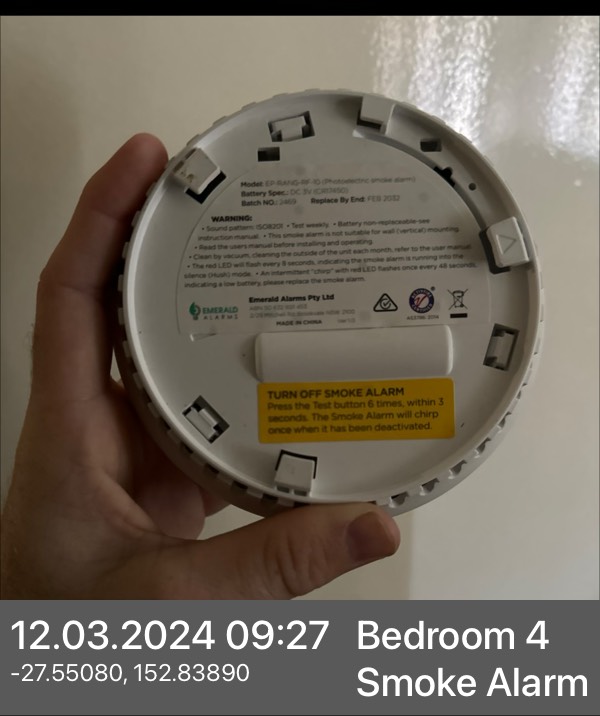 Model: EP-RANG-RF-10 (Photoelectric smoke alarm)
Battery Spec.: DC 3V (CR17450)
Batch NO.: 2469 Replace By End: FEB 2032
WARNING:
• Sound pattern: ISO8201 • Test weekly. • Battery non-replaceable-see
instruction manual. • This smoke alarm is not suitable for wall (vertical) mounting.
• Read the users manual before installing and operating.
• Clean by vacuum, cleaning the outside of the unit each month, refer to the user manual.
• The red LED will flash every 8 seconds, indicating the smoke alarm is running into the
silence (Hush) mode. • An intermittent "chirp" with red LED flashes once every 48 seconds,
indicating a low battery, please replace the smoke alarm.
Emerald Alarms Pty Ltd
EMERALD
ALARMS
MADE IN CHINA
TURN OFF SMOKE ALARM
Press the Test button 6 times, within 3
seconds. The Smoke Alarm will chirp
once when it has been deactivated.
12.03.2024 09:27
-27.55080, 152.83890
Bedroom 4
Smoke Alarm